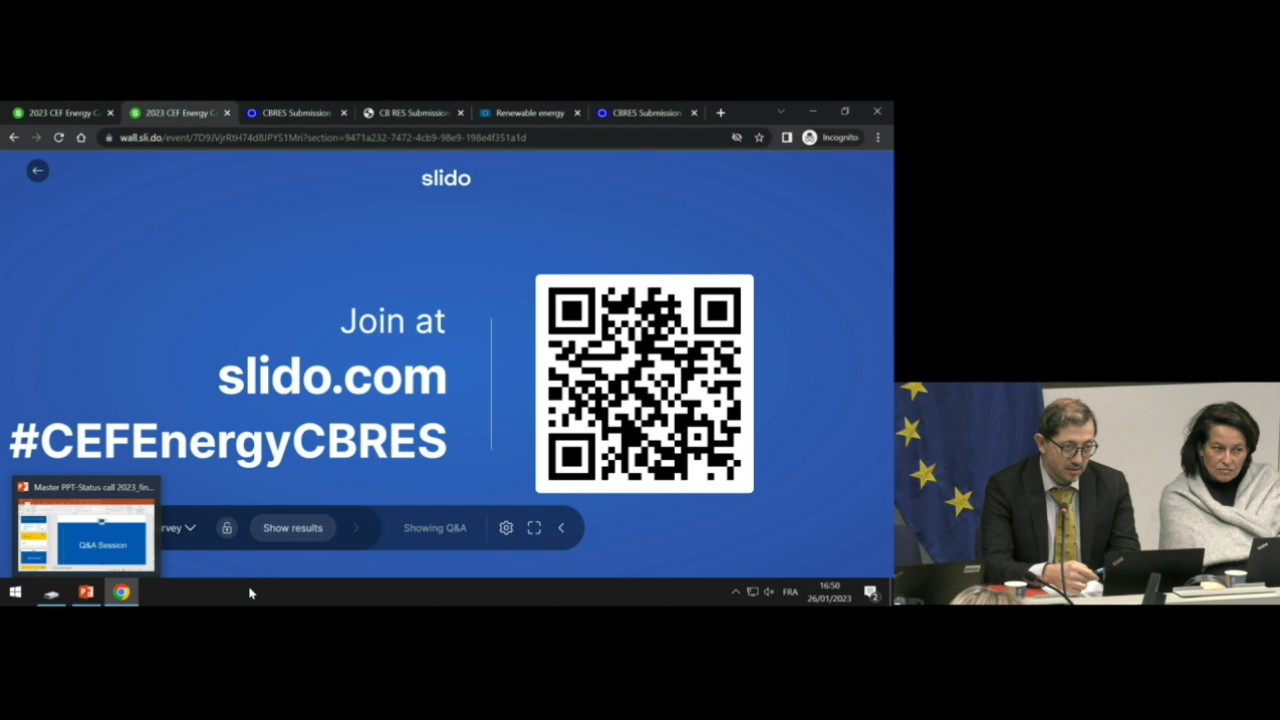 2023 CEF Energy C
2023 CEF Energy C
CBRES Submission
CB RES Submission
Renewable energy
CBRES Submission
wall.sli.do/event/7D9JVjrRtH74d8JPYS1Mri?section=9471a232-7472-4cb9-98e9-198e4f351a1d
Incognito
slido
Join at
slido.com
#CEFEnergyCBRES
Master PPT-Status call 2023_fin...
Q&A Session
rvey
Show results
Showing Q&A
FRA
16:50
26/01/2023
2